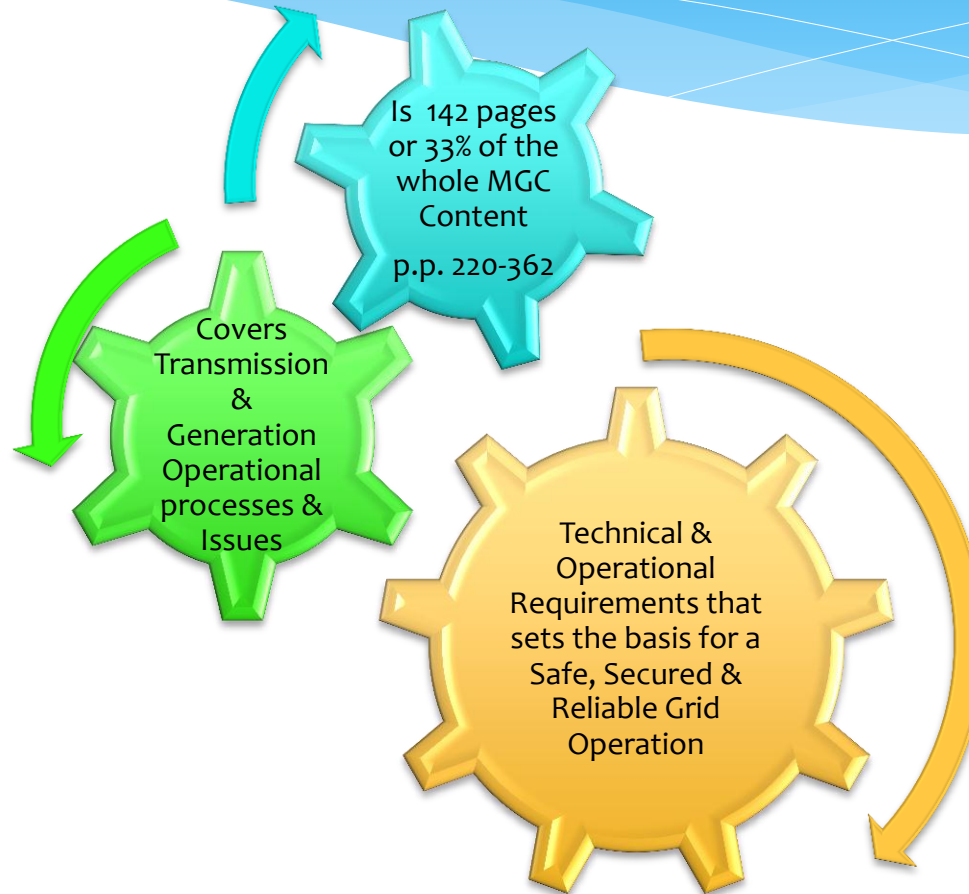 Is 142 pages
or 33% of the
whole MGC
Content
p.p. 220-362
Covers
Transmission
&
Generation
Operational
processes &
Issues
Technical &
Operational
Requirements that
sets the basis for a
Safe, Secured &
Reliable Grid
Operation